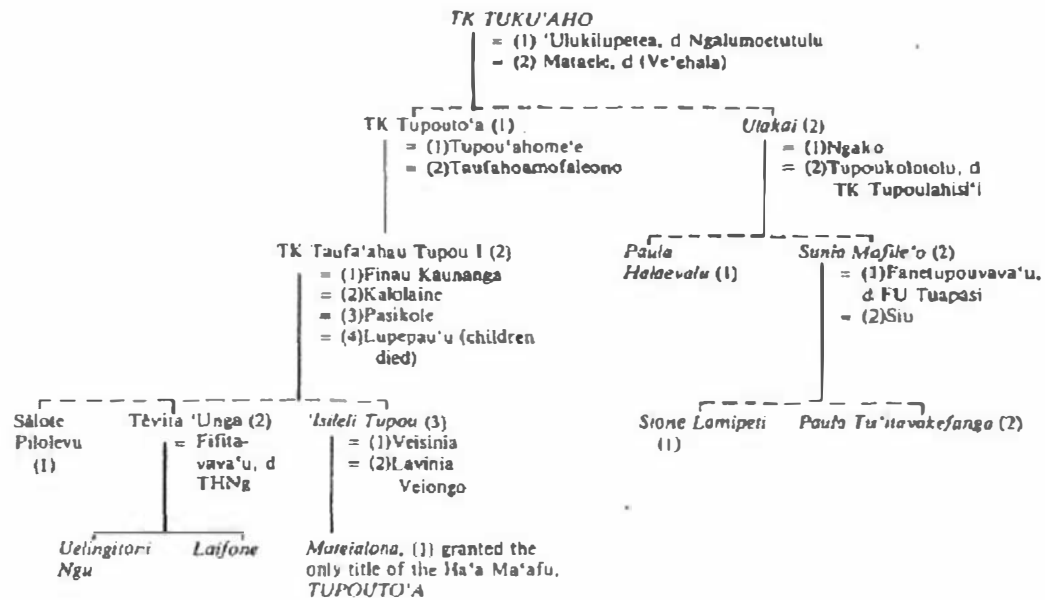 TK TUKU'AHO
= (1) 'Ulukilupetea, d Ngalumoetutulu
= (2) Mataele, d (Ve'ehala)
TK Tupouto'a (1)
= (1)Tupou'ahome'e
= (2)Taufahoamofaleono
Ulakai (2)
= (1)Ngako
= (2)Tupoukolotolu, d
TK Tupoulahisi'i
TK Taufa'ahau Tupou I (2)
= (1)Finau Kaunanga
= (2)Kalolaine
= (3)Pasikole
= (4)Lupepau'u (children
died)
Paula
Halaevalu (1)
Sunia Mafile'o (2)
= (1)Fanetupouvava'u,
d FU Tuapasi
= (2)Siu
Sālote
Pilolevu
(1)
Tēvita 'Unga (2)
= Fifita-
vava'u, d
THNg
'Isileli Tupou (3)
= (1)Veisinia
= (2)Lavinia
Veiongo
Sione Lamipeti
(1)
Paula Tu'itavakefanga (2)
Uelingitoni
Ngu
Laifone
Mateialona, (1) granted the
only title of the Ha'a Ma'afu,
TUPOUTO'A